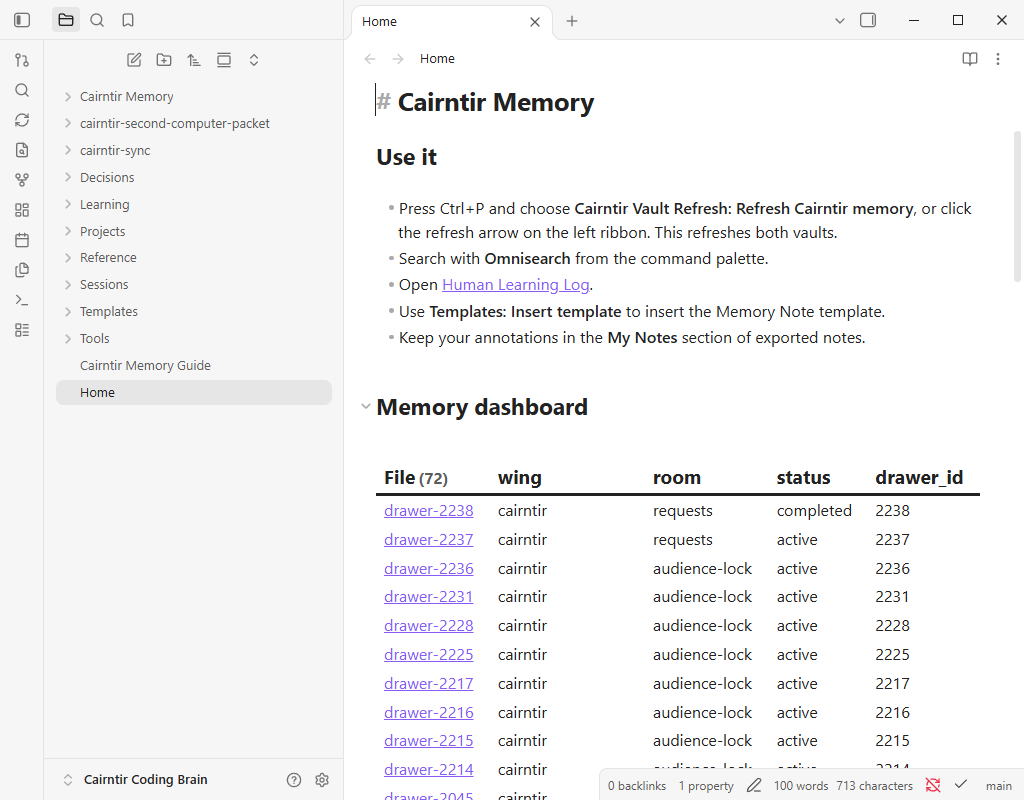 Home
Home
Cairntir Memory
cairntir-second-computer-packet
cairntir-sync
Decisions
Learning
Projects
Reference
Sessions
Templates
Tools
Cairntir Memory Guide
Home
Cairntir Coding Brain
# Cairntir Memory
Use it
Press Ctrl+P and choose Cairntir Vault Refresh: Refresh Cairntir memory, or click
the refresh arrow on the left ribbon. This refreshes both vaults.
Search with Omnisearch from the command palette.
Open Human Learning Log.
Use Templates: Insert template to insert the Memory Note template.
Keep your annotations in the My Notes section of exported notes.
Memory dashboard
File (72) wing room status drawer_id
drawer-2238 cairntir requests completed 2238
drawer-2237 cairntir requests active 2237
drawer-2236 cairntir audience-lock active 2236
drawer-2231 cairntir audience-lock active 2231
drawer-2228 cairntir audience-lock active 2228
drawer-2225 cairntir audience-lock active 2225
drawer-2217 cairntir audience-lock active 2217
drawer-2216 cairntir audience-lock active 2216
drawer-2215 cairntir audience-lock active 2215
drawer-2214 cairntir audience-lock active 2214
drawer-2045 cairntir
0 backlinks 1 property 100 words 713 characters main